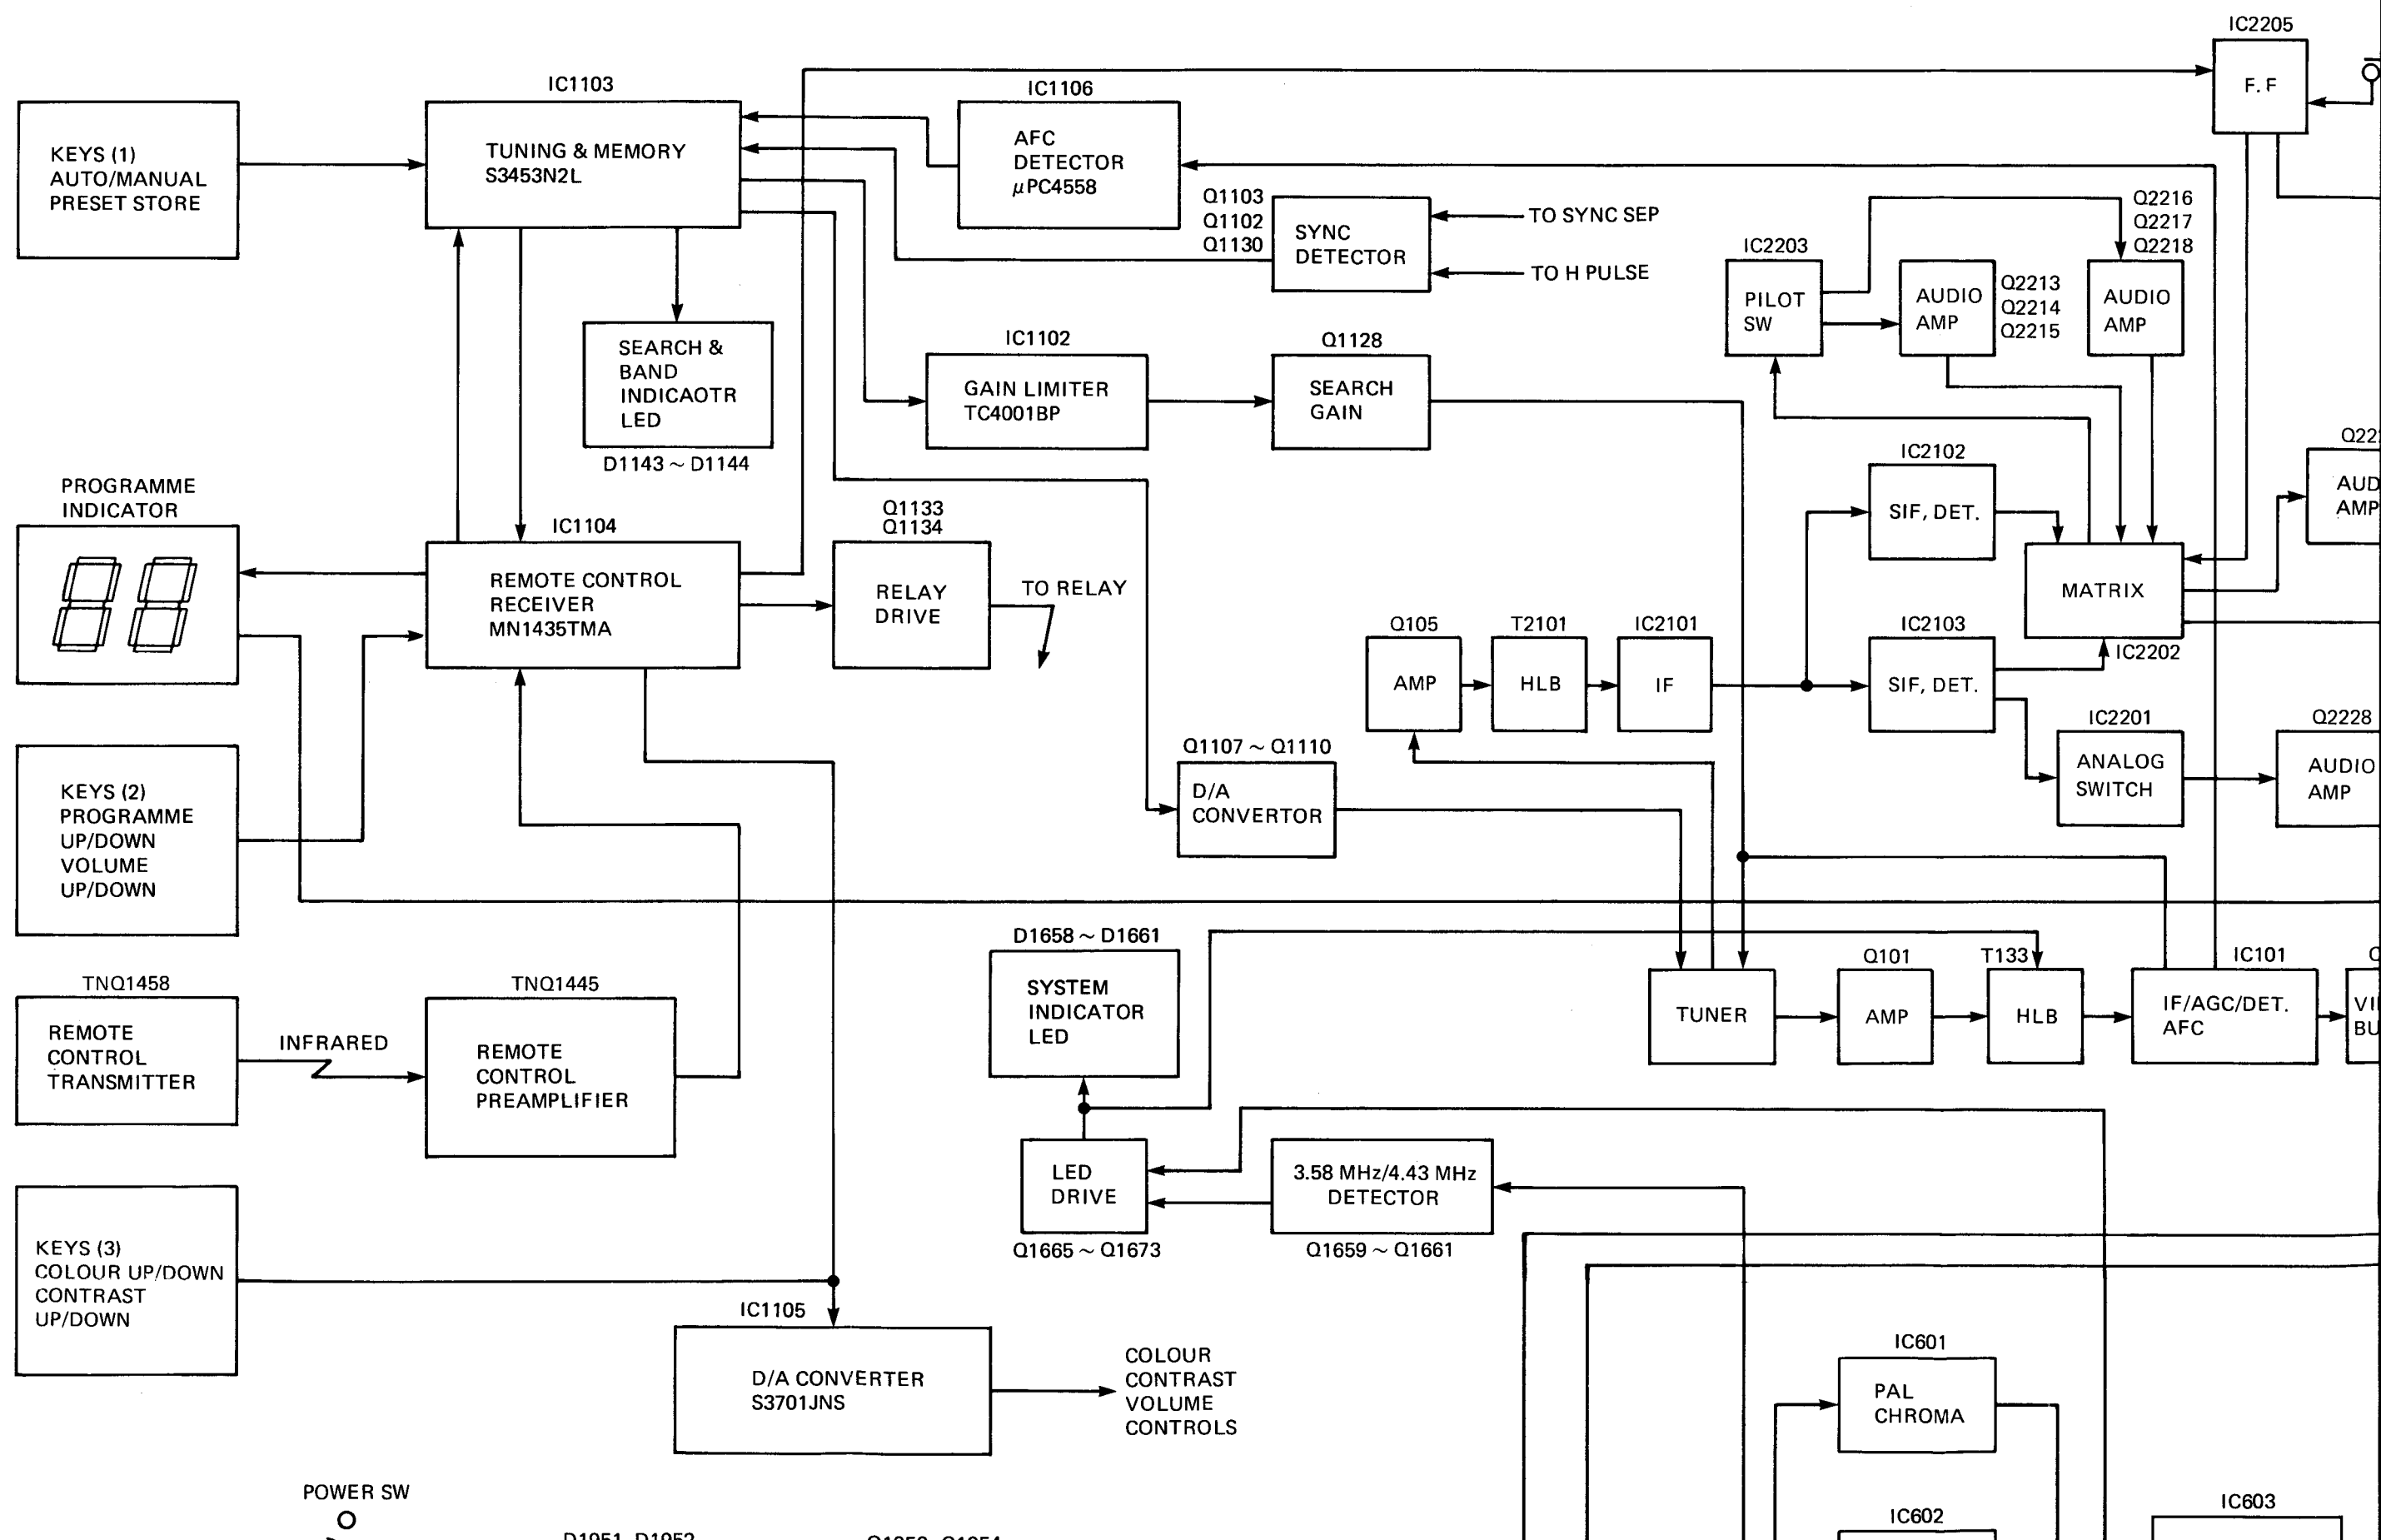 IC2205
F. F
IC1103
TUNING & MEMORY
S3453N2L
IC1106
AFC
DETECTOR
μPC4558
KEYS (1)
AUTO/MANUAL
PRESET STORE
Q1103
Q1102
Q1130
SYNC
DETECTOR
TO SYNC SEP
TO H PULSE
Q2216
Q2217
Q2218
IC2203
PILOT
SW
AUDIO
AMP
Q2213
Q2214
Q2215
AUDIO
AMP
SEARCH &
BAND
INDICAOTR
LED
D1143 ~ D1144
IC1102
GAIN LIMITER
TC4001BP
Q1128
SEARCH
GAIN
IC2102
SIF, DET.
AMP
PROGRAMME
INDICATOR
IC1104
REMOTE CONTROL
RECEIVER
MN1435TMA
Q1133
Q1134
RELAY
DRIVE
TO RELAY
MATRIX
IC2202
Q105
AMP
T2101
HLB
IC2101
IF
IC2103
SIF, DET.
IC2201
ANALOG
SWITCH
Q2228
AUDIO
AMP
KEYS (2)
PROGRAMME
UP/DOWN
VOLUME
UP/DOWN
Q1107 ~ Q1110
D/A
CONVERTOR
D1658 ~ D1661
SYSTEM
INDICATOR
LED
TUNER
Q101
AMP
T133
HLB
IC101
IF/AGC/DET.
AFC
TNQ1458
REMOTE
CONTROL
TRANSMITTER
INFRARED
TNQ1445
REMOTE
CONTROL
PREAMPLIFIER
LED
DRIVE
Q1665 ~ Q1673
3.58 MHz/4.43 MHz
DETECTOR
Q1659 ~ Q1661
KEYS (3)
COLOUR UP/DOWN
CONTRAST
UP/DOWN
IC1105
D/A CONVERTER
S3701JNS
COLOUR
CONTRAST
VOLUME
CONTROLS
IC601
PAL
CHROMA
POWER SW
IC602
IC603